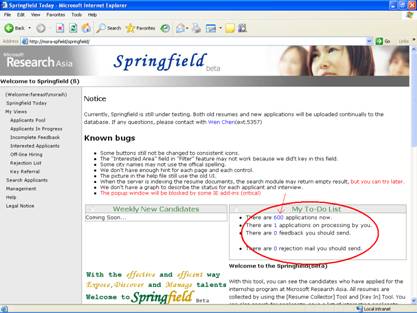 Springfield Today - Microsoft Internet Explorer
File Edit View Favorites Tools Help
Back Search Favorites
Address http://msra-spfield/springfield/ Go Links
Microsoft
Research Asia
Springfield
beta
Welcome to Springfield (ß)
(Welcome:fareast\msraih)
Springfield Today
My Views
Applicants Pool
Applicants In Progress
Incomplete Feedback
Interested Applicants
Off-line Hiring
Rejection List
Key Referral
Search Applicants
Management
Help
Legal Notice
Notice
Currently, Springfield is still under testing. Both old resumes and new applications will be uploaded continually to the
database. If any questions, please contact with Wen Chen(ext.5357)
Known bugs
Some buttons still not be changed to consistent icons.
The "Interested Area" field in "Filter" feature may not work because we didn't key in this field.
Some city names may not use the official spelling.
We don't have enough hint for each page and each control.
The picture in the help file still use the old UI.
When the server is indexing the resume documents, the search module may return empty result, but you can try later.
We don't have a graph to describe the status for each applicant and interview.
The popup window will be blocked by some IE add-ins (critical)
Weekly New Candidates
Coming Soon...
My To-Do List
There are 600 applications now.
There are 1 applications on processing by you.
There are 0 feedback you should send.
There are 0 rejection mail you should send.
With the effective and efficient way
Expose, Discover and Manage talents
Welcome to Springfield Beta
Welcome to the Springfield(beta)
With this tool, you can see the candidates who have applied for the
internship program at Microsoft Research Asia. All resumes are
collected by using the [Resume Collector] Tool and [Key In] Tool. You
Local intranet